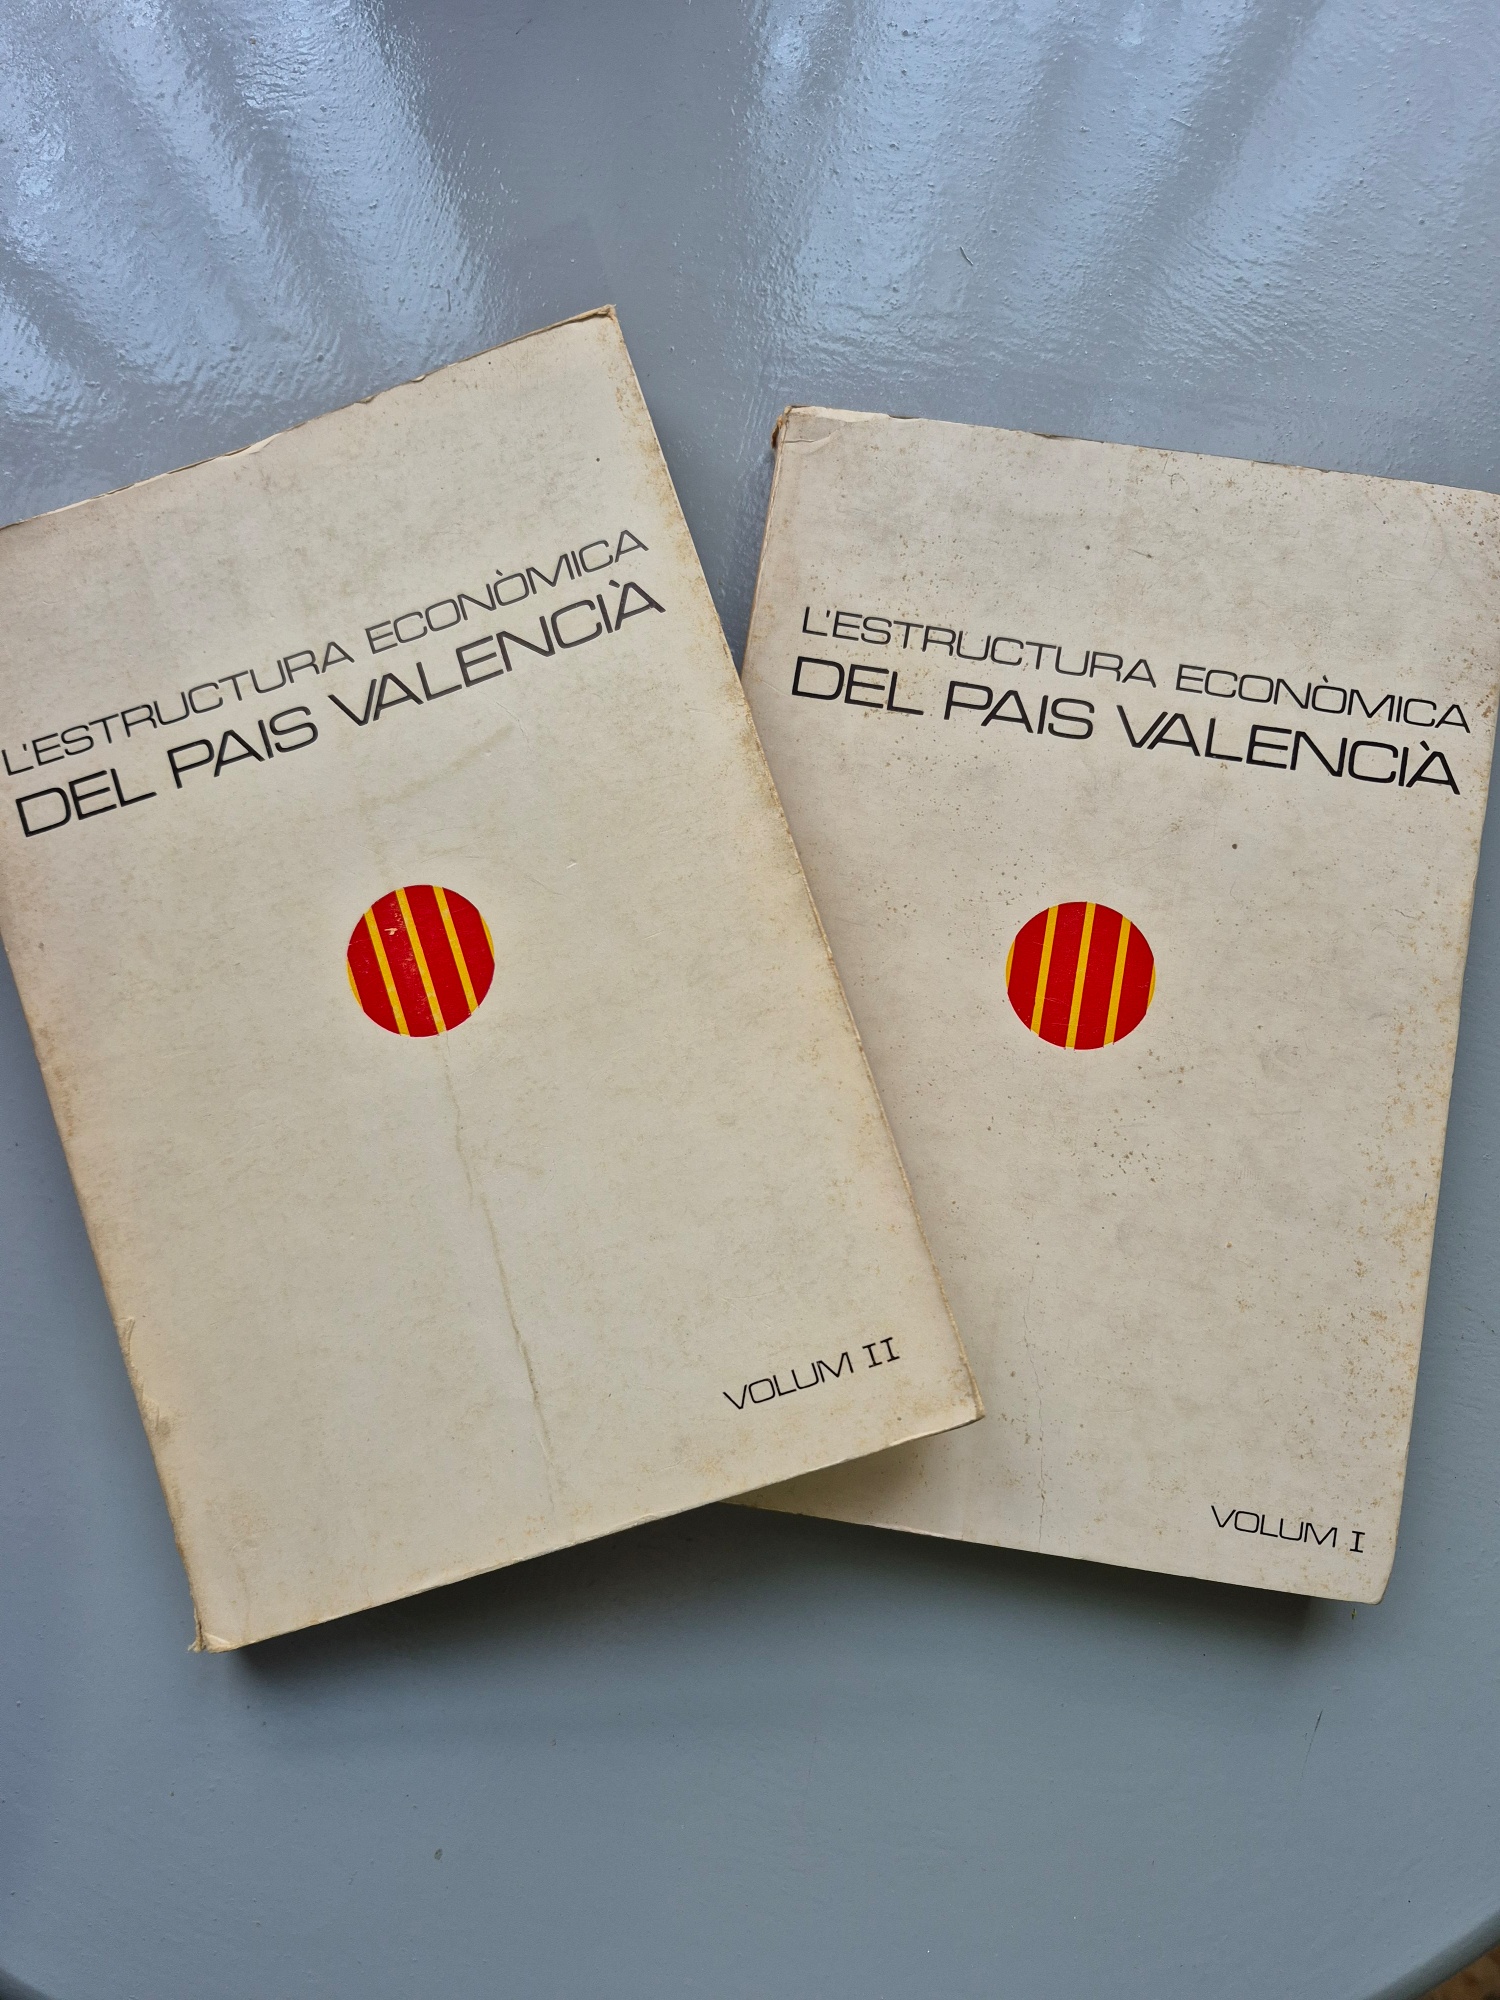 L'ESTRUCTURA ECONÒMICA
DEL PAIS VALENCIÀ
VOLUM II
L'ESTRUCTURA ECONÒMICA
DEL PAIS VALENCIÀ
VOLUM I